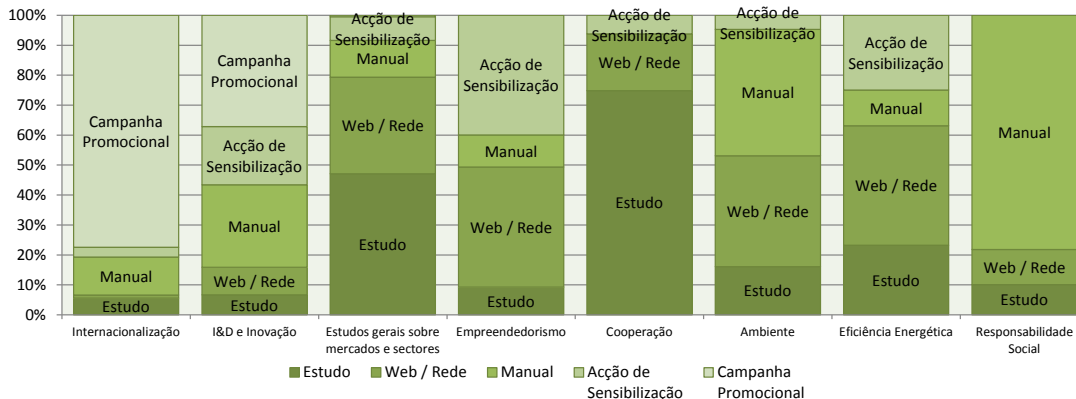 100%
90%
80%
70%
60%
50%
40%
30%
20%
10%
0%
Campanha
Promocional
Manual
Estudo
Campanha
Promocional
Acção de
Sensibilização
Manual
Web / Rede
Estudo
Acção de
Sensibilização
Manual
Web / Rede
Estudo
Acção de
Sensibilização
Manual
Web / Rede
Estudo
Acção de
Sensibilização
Web / Rede
Estudo
Acção de
Sensibilização
Manual
Web / Rede
Estudo
Acção de
Sensibilização
Manual
Web / Rede
Estudo
Manual
Web / Rede
Estudo
Internacionalização
I&D e Inovação
Estudos gerais sobre
mercados e sectores
Empreendedorismo
Cooperação
Ambiente
Eficiência Energética
Responsabilidade
Social
Estudo
Web / Rede
Manual
Acção de
Sensibilização
Campanha
Promocional